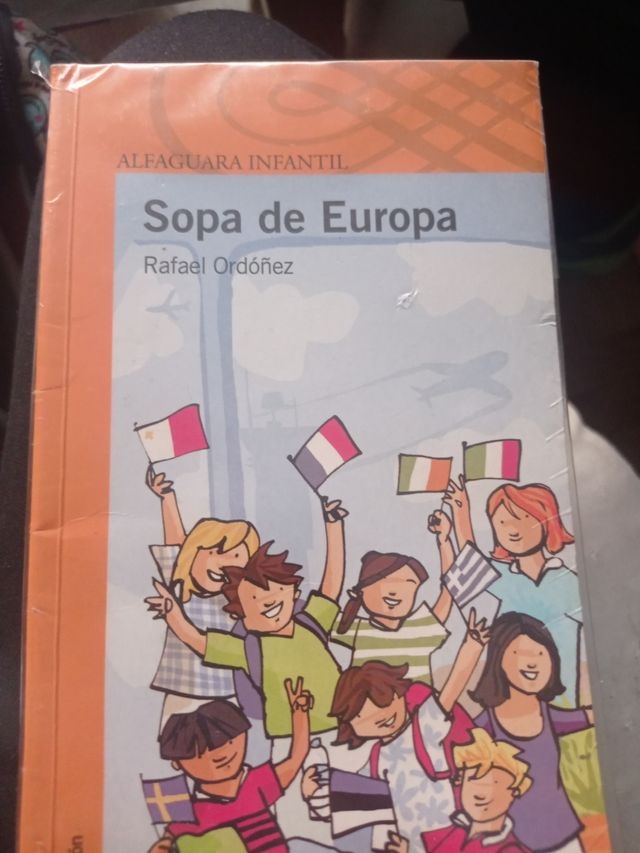 ALFAGUARA INFANTIL
Sopa de Europa
Rafael Ordóñez